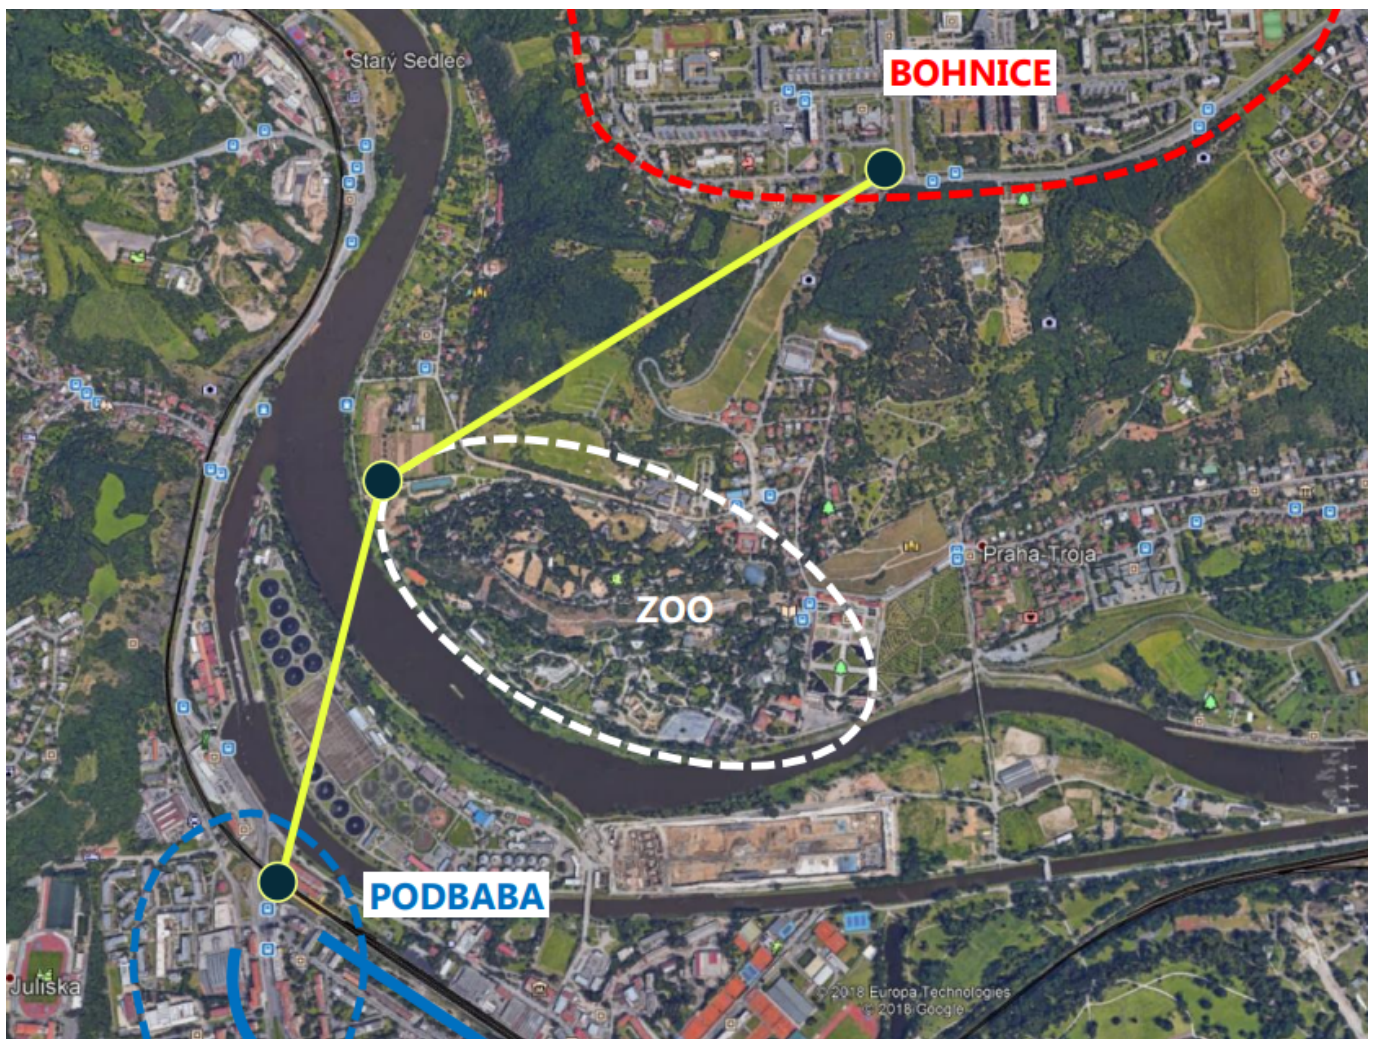 Starý Sedlec
BOHNICE
Praha-Troja
ZOO
PODBABA
Juliska
© 2018 Europa Technologies
© 2018 Google